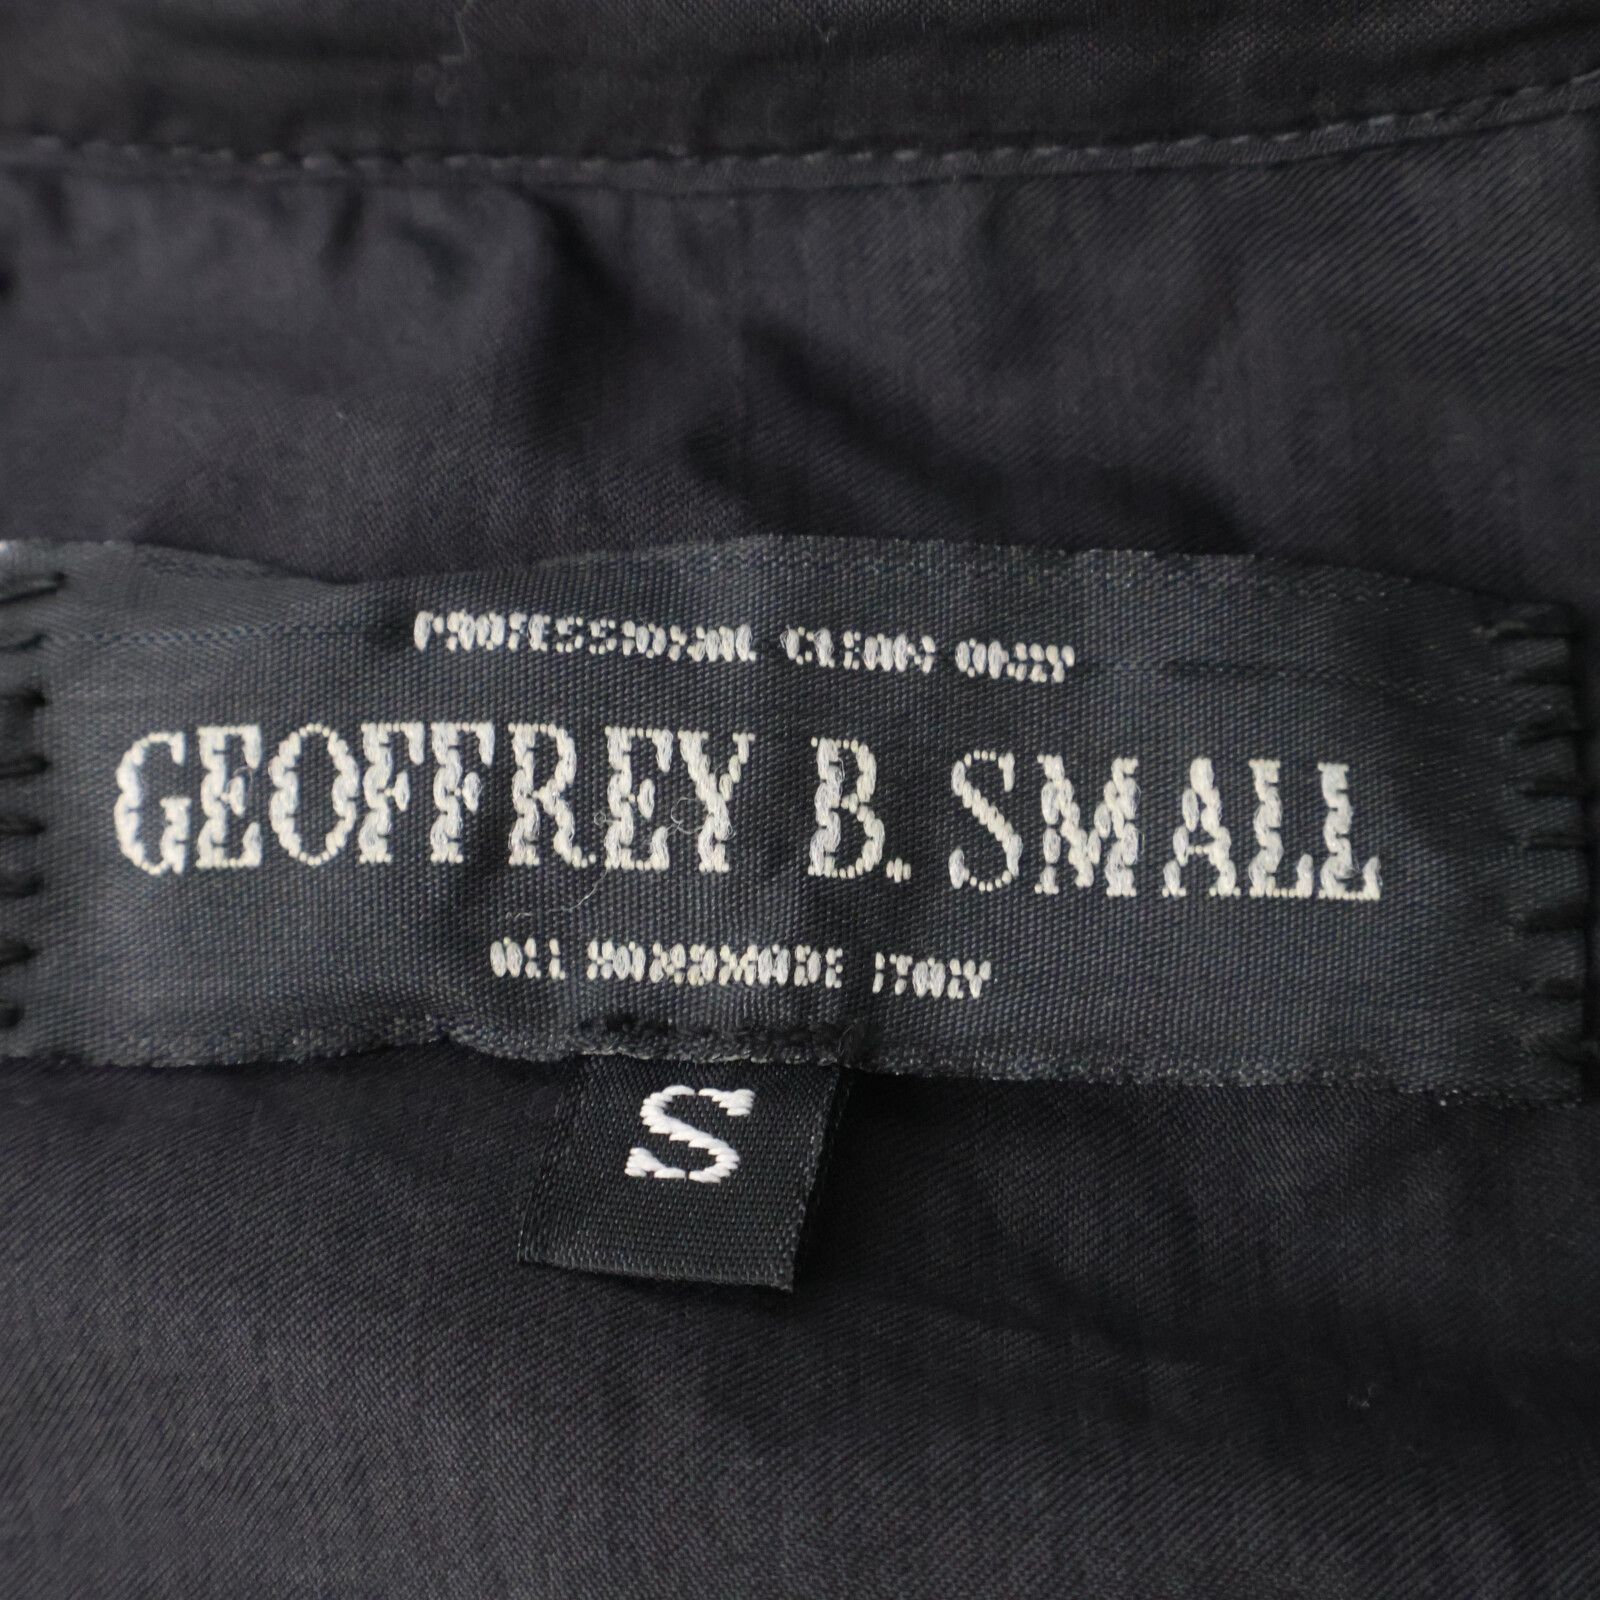 PROFESSIONAL CLEAN ONLY
GEOFFREY B. SMALL
ALL HANDMADE ITALY
S